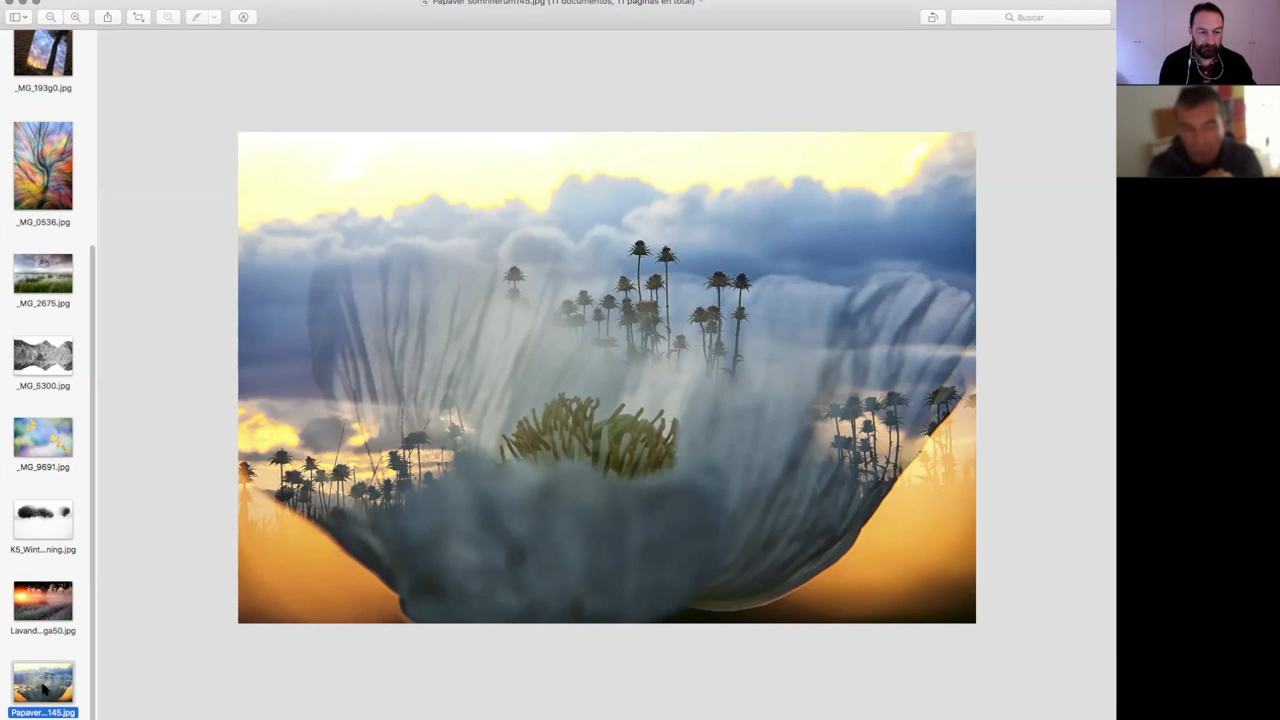 Papaver somniferum145.jpg (11 documentos, 11 páginas en total)
Buscar
_MG_193g0.jpg
_MG_0536.jpg
_MG_2675.jpg
_MG_5300.jpg
_MG_9691.jpg
K5_Wint...ning.jpg
Lavand...ga50.jpg
Papaver...145.jpg